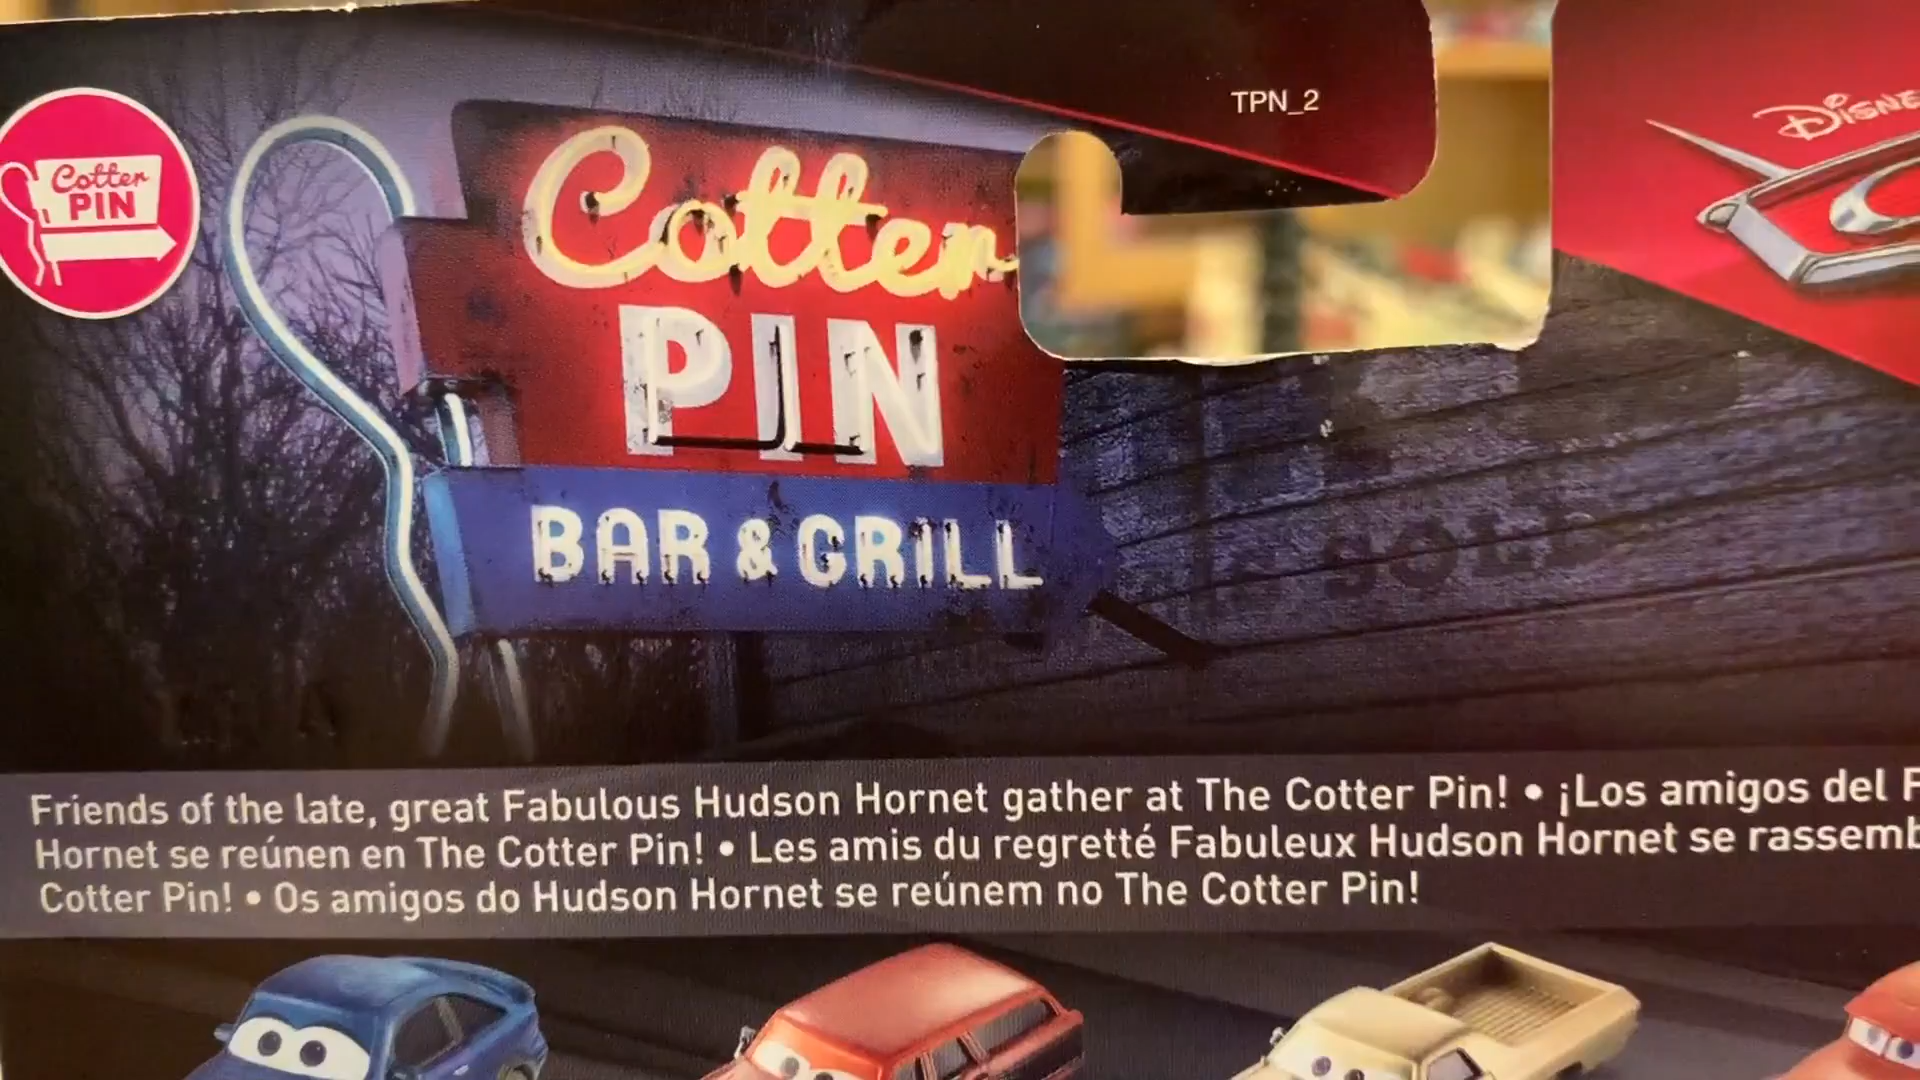 TPN_2
DISNE
Cotter
PIN
Cotter
PIN
BAR & GRILL
SOLD
Friends of the late, great Fabulous Hudson Hornet gather at The Cotter Pin! • ¡Los amigos del F
Hornet se reúnen en The Cotter Pin! • Les amis du regretté Fabuleux Hudson Hornet se rassemb
Cotter Pin! • Os amigos do Hudson Hornet se reúnem no The Cotter Pin!